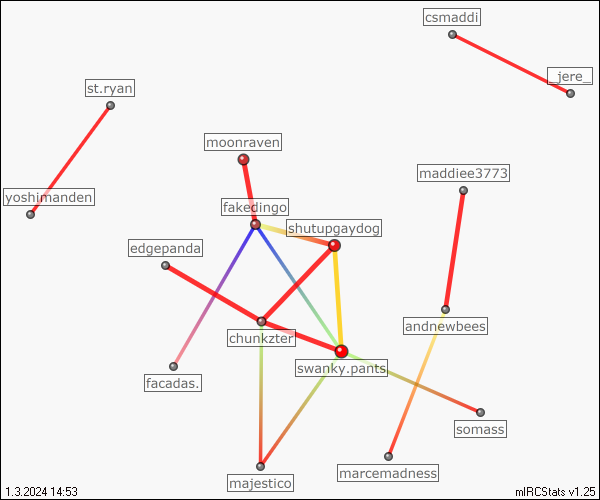 csmaddi
_jere_
st.ryan
moonraven
maddiee3773
yoshimanden
fakedingo
shutupgaydog
edgepanda
andnewbees
chunkzter
swanky.pants
facadas.
somass
marcemadness
majestico
1.3.2024 14:53
mIRCStats v1.25